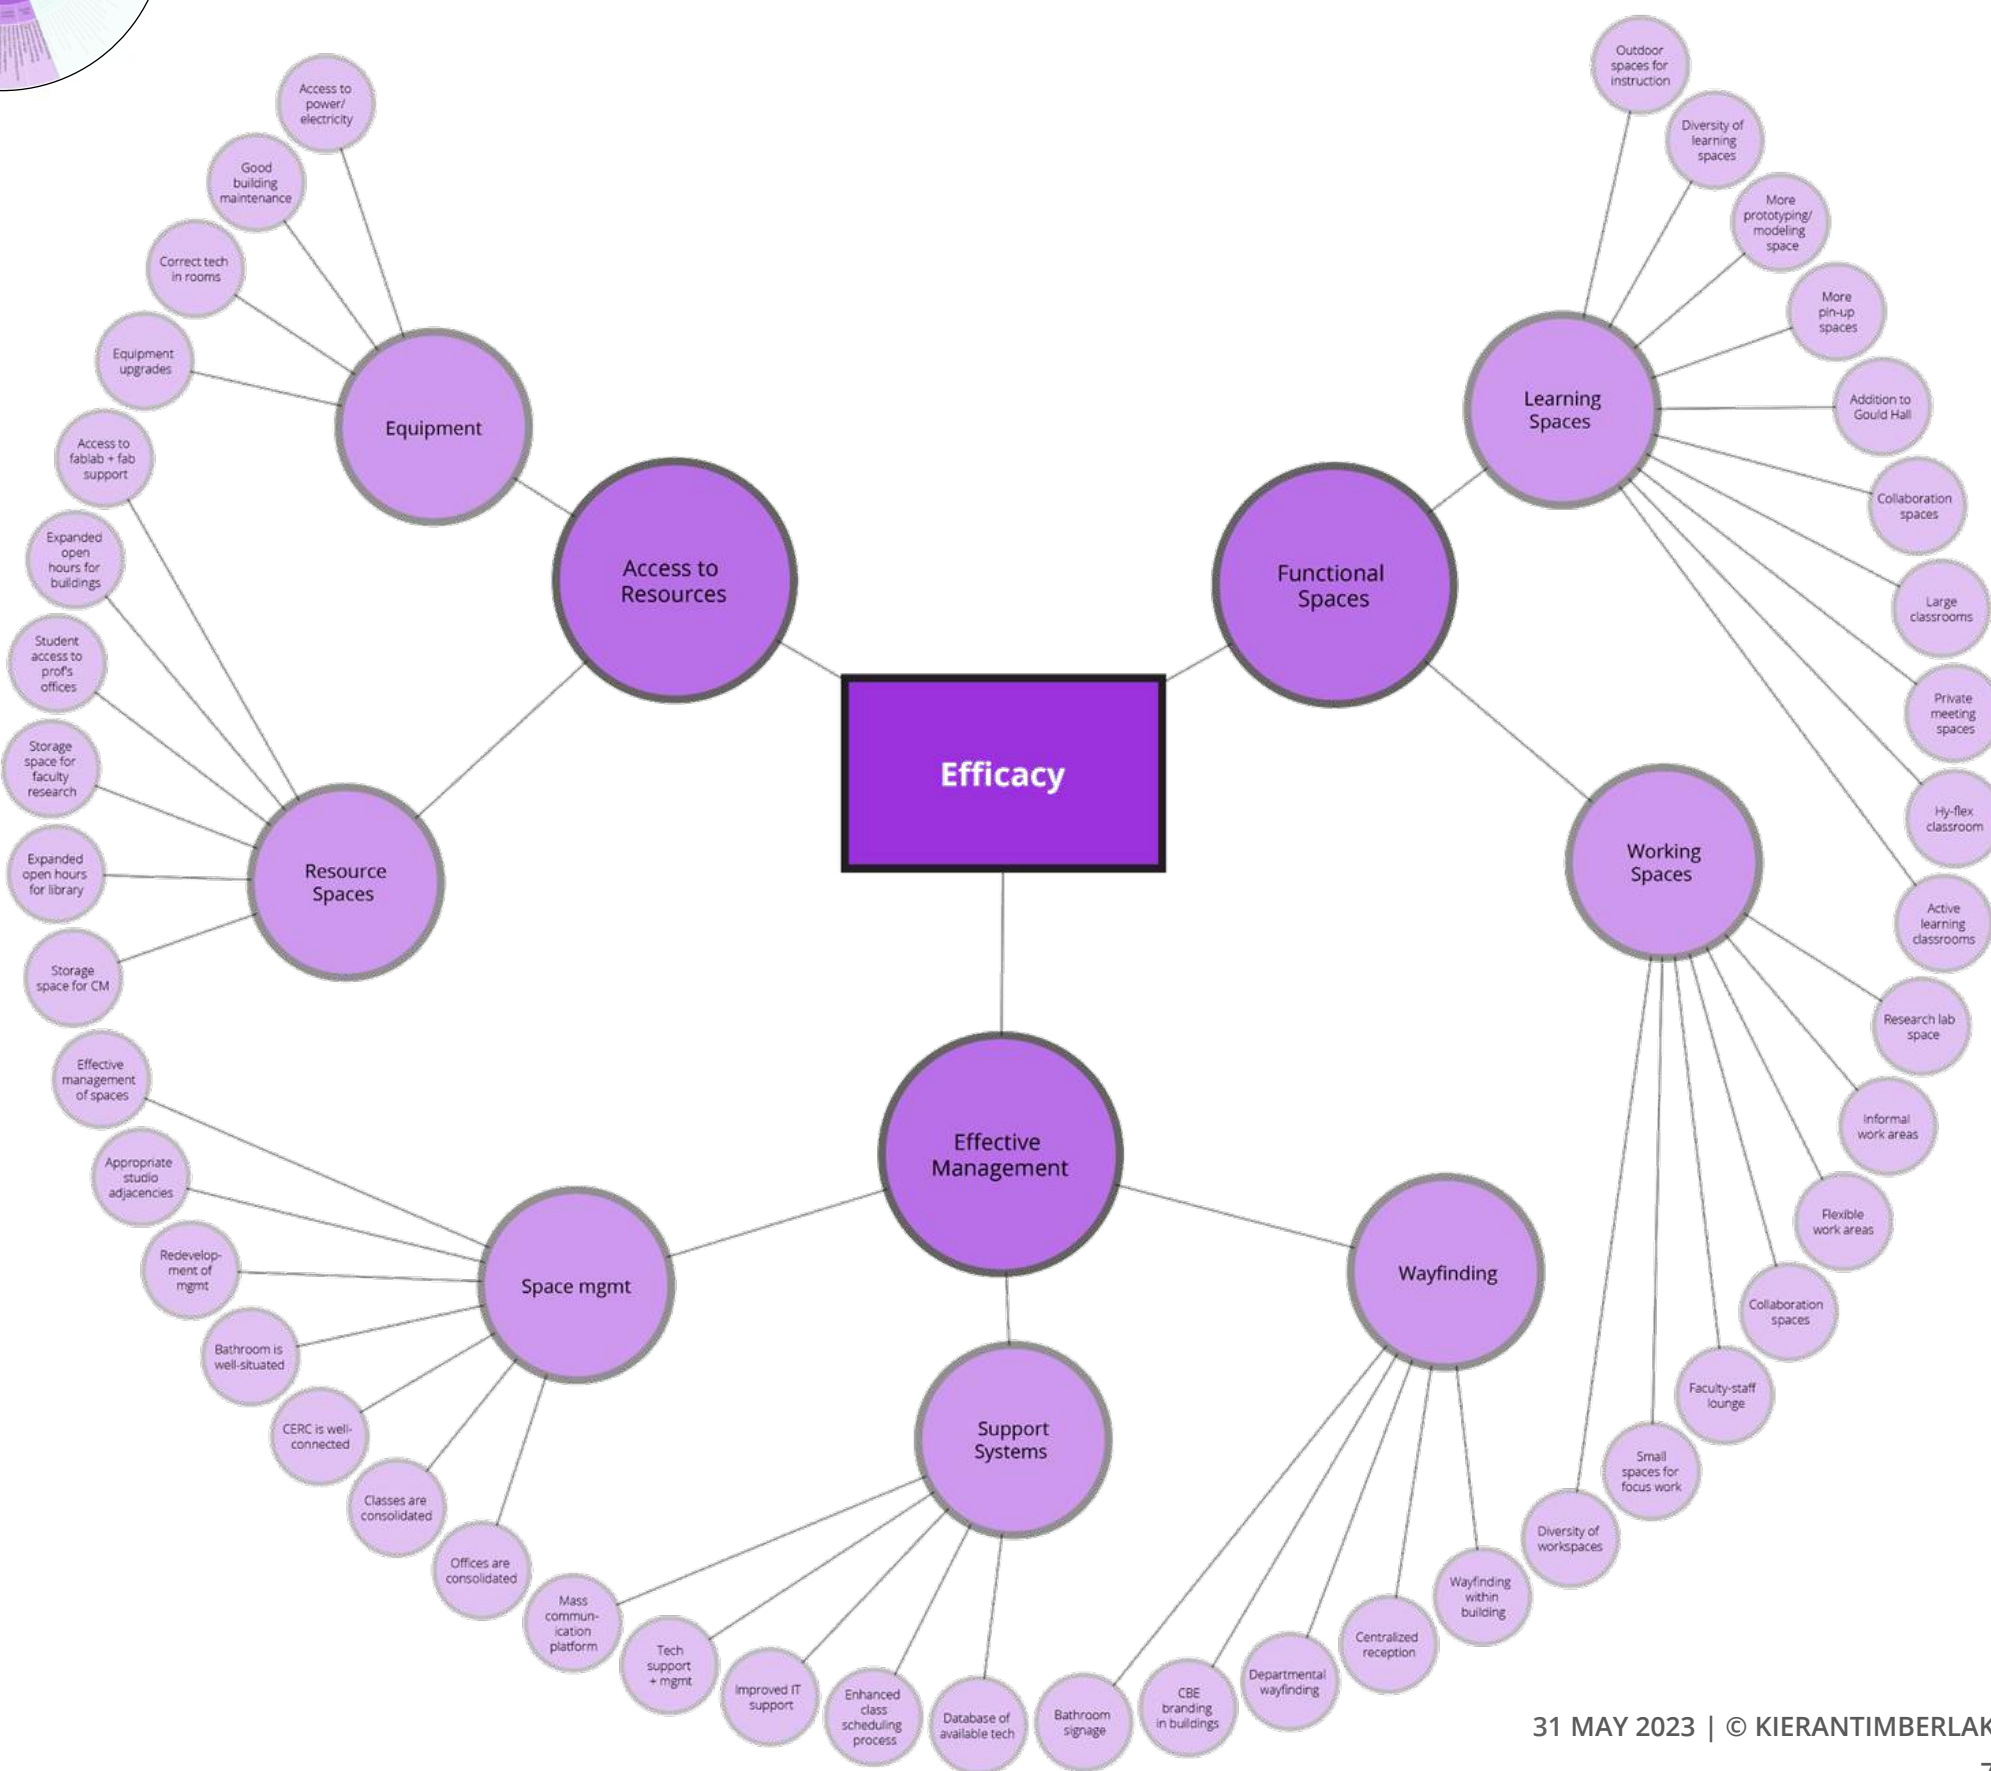 Access to
power/
electricity
Good
building
maintenance
Correct tech
in rooms
Equipment
upgrades
Equipment
Access to
Resources
Access to
fablab + fab
support
Expanded
open
hours for
buildings
Student
access to
prof's
offices
Storage
space for
faculty
research
Expanded
open hours
for library
Storage
space for CM
Resource
Spaces
Efficacy
Functional
Spaces
Learning
Spaces
Outdoor
spaces for
instruction
Diversity of
learning
spaces
More
prototyping/
modeling
space
More
pin-up
spaces
Addition to
Gould Hall
Collaboration
spaces
Large
classrooms
Private
meeting
spaces
Hy-flex
classroom
Active
learning
classrooms
Working
Spaces
Research lab
space
Informal
work areas
Flexible
work areas
Collaboration
spaces
Faculty-staff
lounge
Small
spaces for
focus work
Diversity of
workspaces
Effective
Management
Effective
management
of spaces
Appropriate
studio
adjacencies
Redevelop-
ment of
mgmt
Bathroom is
well-situated
CERC is well-
connected
Classes are
consolidated
Offices are
consolidated
Space mgmt
Support
Systems
Mass
commun-
ication
platform
Tech
support
+ mgmt
Improved IT
support
Enhanced
class
scheduling
process
Database of
available tech
Wayfinding
Bathroom
signage
CBE
branding
in buildings
Departmental
wayfinding
Centralized
reception
Wayfinding
within
building
31 MAY 2023 | © KIERANTIMBERLAK